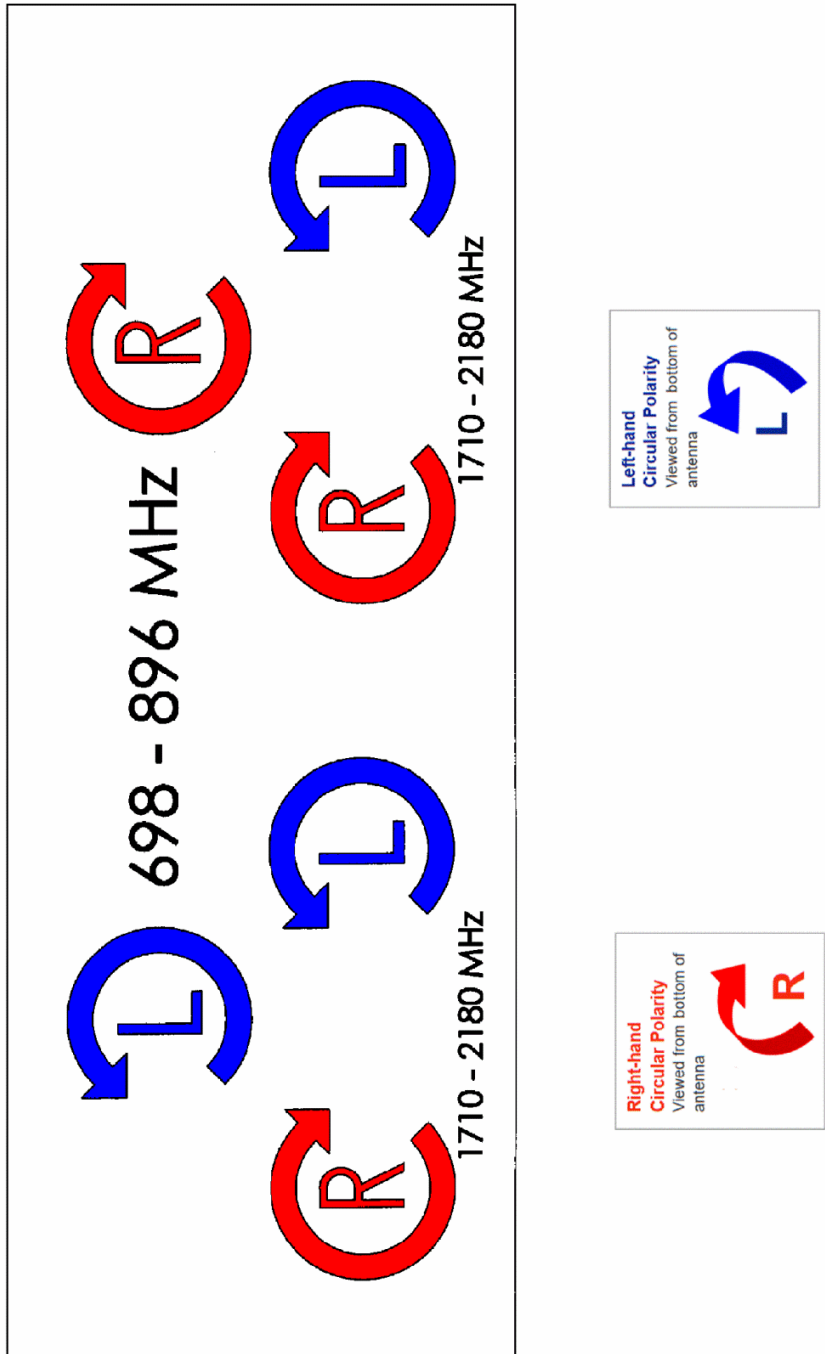 L 698 - 896 MHz R
R L R L
1710 - 2180 MHz 1710 - 2180 MHz
Right-hand
Circular Polarity
Viewed from bottom of
antenna
R
Left-hand
Circular Polarity
Viewed from bottom of
antenna
L